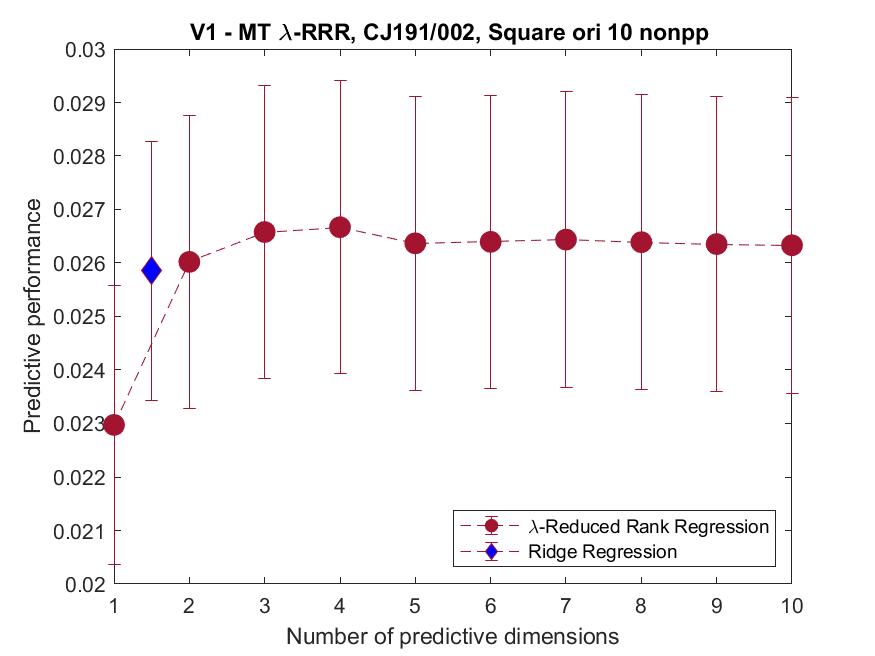 V1 - MT λ-RRR, CJ191/002, Square ori 10 nonpp
Predictive performance
0.03
0.029
0.028
0.027
0.026
0.025
0.024
0.023
0.022
0.021
0.02
1 2 3 4 5 6 7 8 9 10
Number of predictive dimensions
λ-Reduced Rank Regression
Ridge Regression